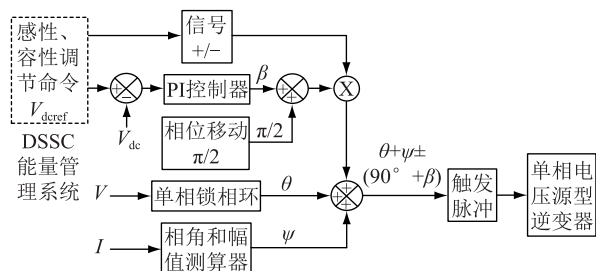 感性、
容性调
节命令
Vdcref
DSSC
能量管
理系统
信号
+/−
+
−
Vdc
PI控制器
β
+
+
X
相位移动
π/2
π/2
V
单相锁相环
θ
I
相角和幅
值测算器
ψ
+
+
+
θ+ψ±
(90°+β)
触发
脉冲
单相电
压源型
逆变器